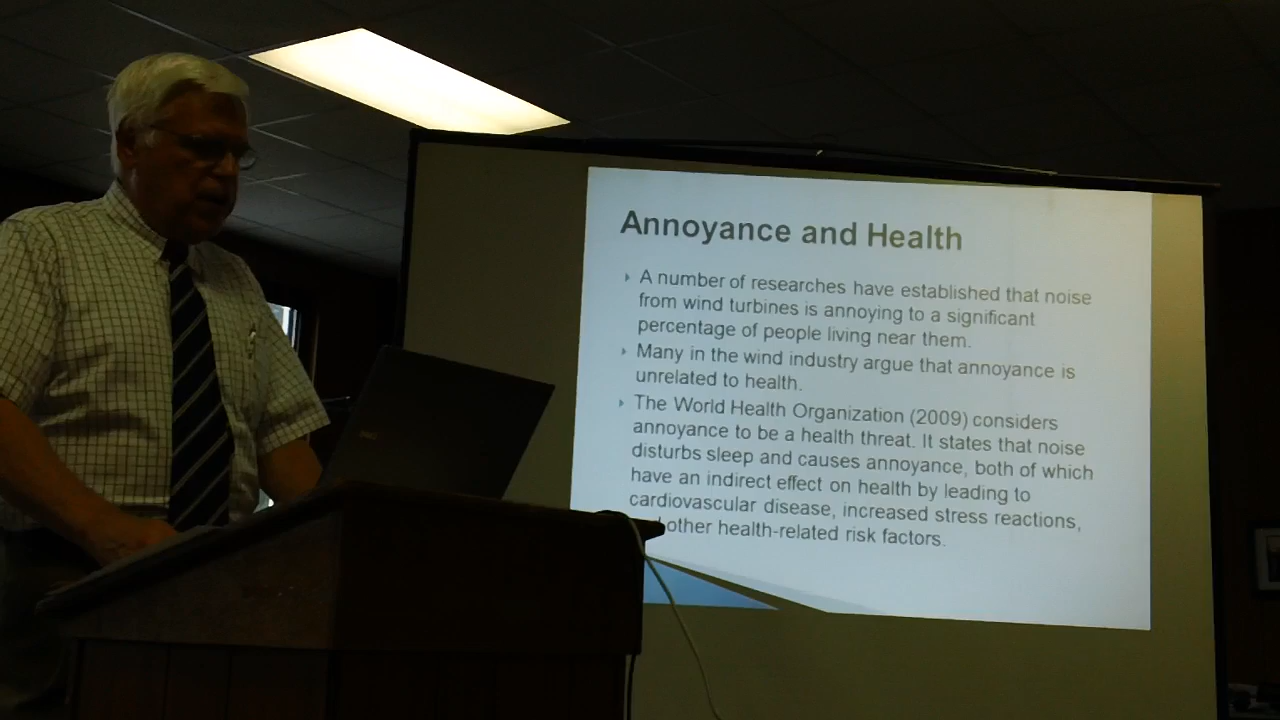 Annoyance and Health
A number of researches have established that noise
from wind turbines is annoying to a significant
percentage of people living near them.
Many in the wind industry argue that annoyance is
unrelated to health.
The World Health Organization (2009) considers
annoyance to be a health threat. It states that noise
disturbs sleep and causes annoyance, both of which
have an indirect effect on health by leading to
cardiovascular disease, increased stress reactions,
other health-related risk factors.